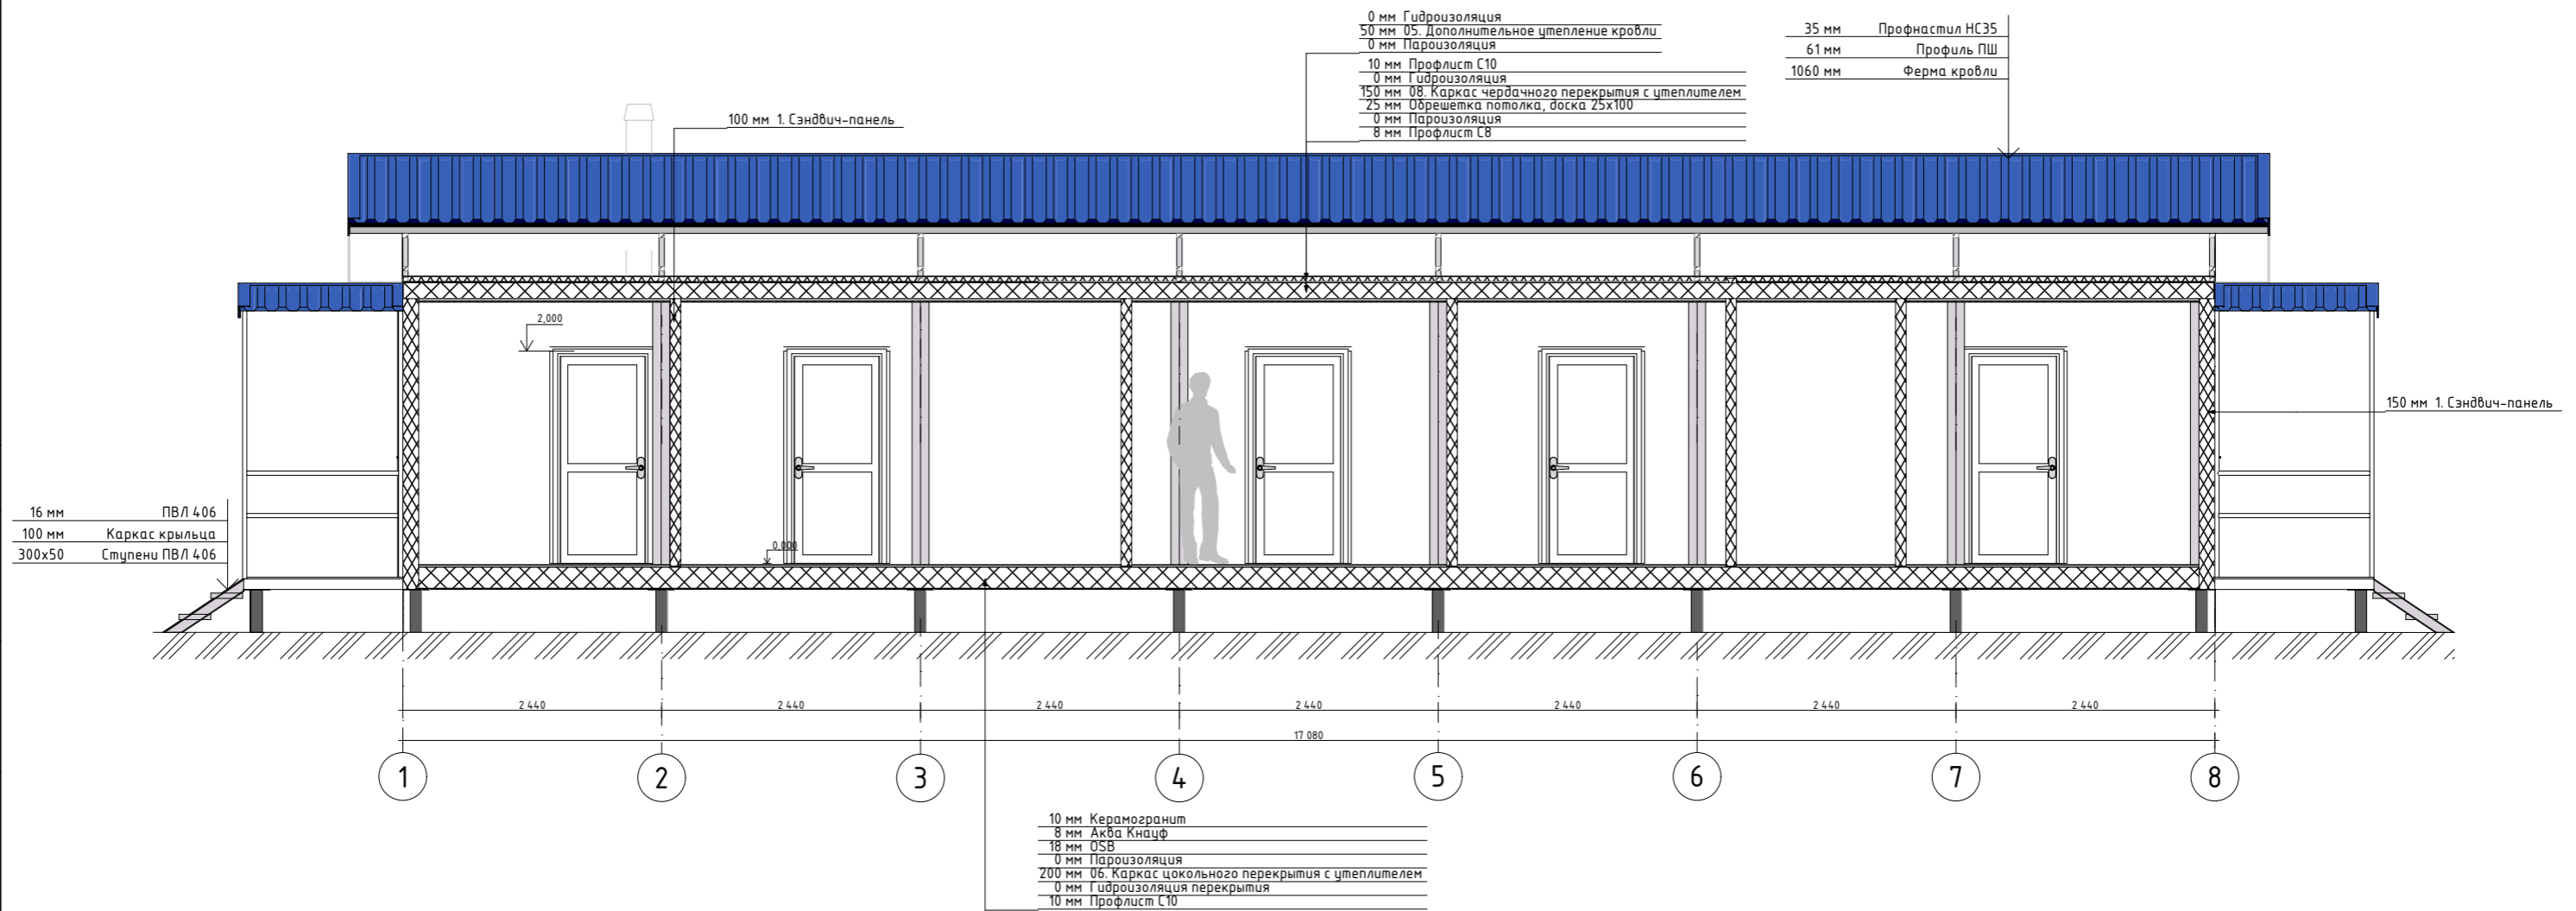 0 мм Гидроизоляция
50 мм 05. Дополнительное утепление кровли
0 мм Пароизоляция
10 мм Профлист С10
0 мм Гидроизоляция
150 мм 08. Каркас чердачного перекрытия с утеплителем
25 мм Обрешетка потолка, доска 25х100
0 мм Пароизоляция
8 мм Профлист С8
35 мм Профнастил НС35
61 мм Профиль ПШ
1060 мм Ферма кровли
100 мм 1. Сэндвич-панель
2,000
150 мм 1. Сэндвич-панель
16 мм ПВЛ 406
100 мм Каркас крыльца
300х50 Ступени ПВЛ 406
0,000
2 440 2 440 2 440 2 440 2 440 2 440 2 440
17 080
1 2 3 4 5 6 7 8
10 мм Керамогранит
8 мм Аква Кнауф
18 мм OSB
0 мм Пароизоляция
200 мм 06. Каркас цокольного перекрытия с утеплителем
0 мм Гидроизоляция перекрытия
10 мм Профлист С10